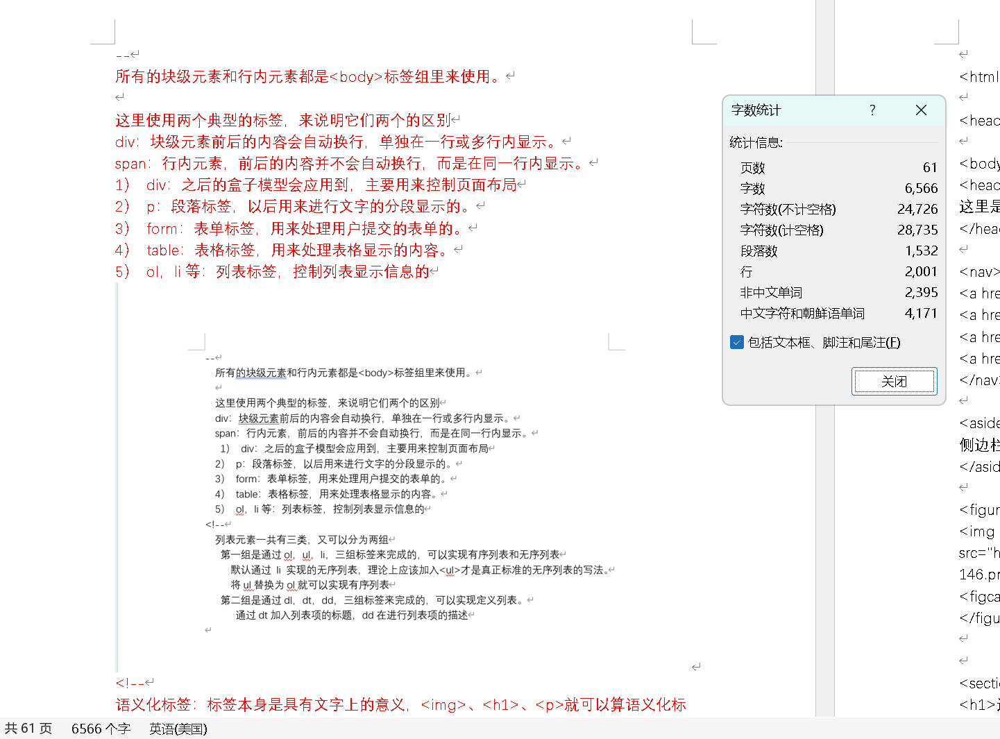 --
所有的块级元素和行内元素都是<body>标签组里来使用。
这里使用两个典型的标签，来说明它们两个的区别
div：块级元素前后的内容会自动换行，单独在一行或多行内显示。
span：行内元素，前后的内容并不会自动换行，而是在同一行内显示。
1） div：之后的盒子模型会应用到，主要用来控制页面布局
2） p：段落标签，以后用来进行文字的分段显示的。
3） form：表单标签，用来处理用户提交的表单的。
4） table：表格标签，用来处理表格显示的内容。
5） ol，li 等：列表标签，控制列表显示信息的
--
所有的块级元素和行内元素都是<body>标签组里来使用。
这里使用两个典型的标签，来说明它们两个的区别
div：块级元素前后的内容会自动换行，单独在一行或多行内显示。
span：行内元素，前后的内容并不会自动换行，而是在同一行内显示。
1） div：之后的盒子模型会应用到，主要用来控制页面布局
2） p：段落标签，以后用来进行文字的分段显示的。
3） form：表单标签，用来处理用户提交的表单的。
4） table：表格标签，用来处理表格显示的内容。
5） ol，li 等：列表标签，控制列表显示信息的
<!--
列表元素一共有三类，又可以分为两组
第一组是通过 ol，ul，li，三组标签来完成的，可以实现有序列表和无序列表
默认通过 li 实现的无序列表，理论上应该加入<ul>才是真正标准的无序列表的写法。
将 ul 替换为 ol 就可以实现有序列表
第二组是通过 dl，dt，dd，三组标签来完成的，可以实现定义列表。
通过 dt 加入列表项的标题，dd 在进行列表项的描述
<!--
语义化标签：标签本身是具有文字上的意义，<img>、<h1>、<p>就可以算语义化标
字数统计 ?
统计信息:
页数 61
字数 6,566
字符数(不计空格) 24,726
字符数(计空格) 28,735
段落数 1,532
行 2,001
非中文单词 2,395
中文字符和朝鲜语单词 4,171
包括文本框、脚注和尾注(F)
关闭
<html
<head
<body
<head
这里是
</hea
<nav>
<a hre
<a hre
<a hre
<a hre
</nav
<aside
侧边栏
</asid
<figur
<img
src="h
146.pr
<figca
</figu
<secti
<h1>
共 61 页 6566 个字 英语(美国)